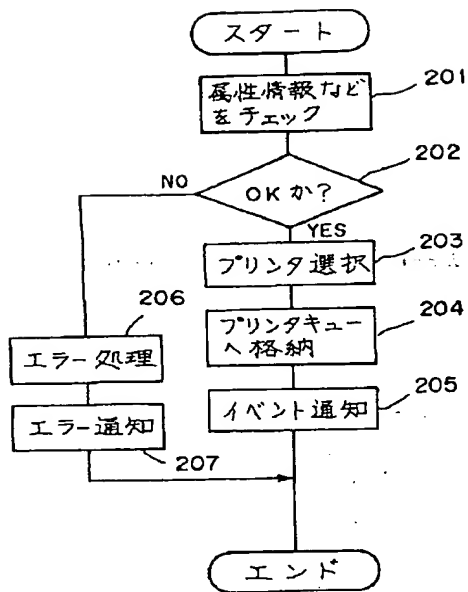 スタート
属性情報など
をチェック
201
202
OKか?
NO
YES
プリンタ選択
203
プリンタキュー
へ格納
204
イベント通知
205
206
エラー処理
エラー通知
207
エンド